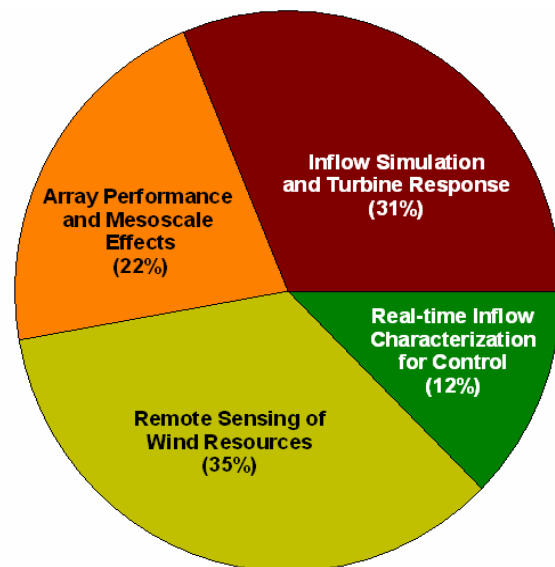 Inflow Simulation
and Turbine Response
(31%)
Array Performance
and Mesoscale
Effects
(22%)
Real-time Inflow
Characterization
for Control
(12%)
Remote Sensing of
Wind Resources
(35%)